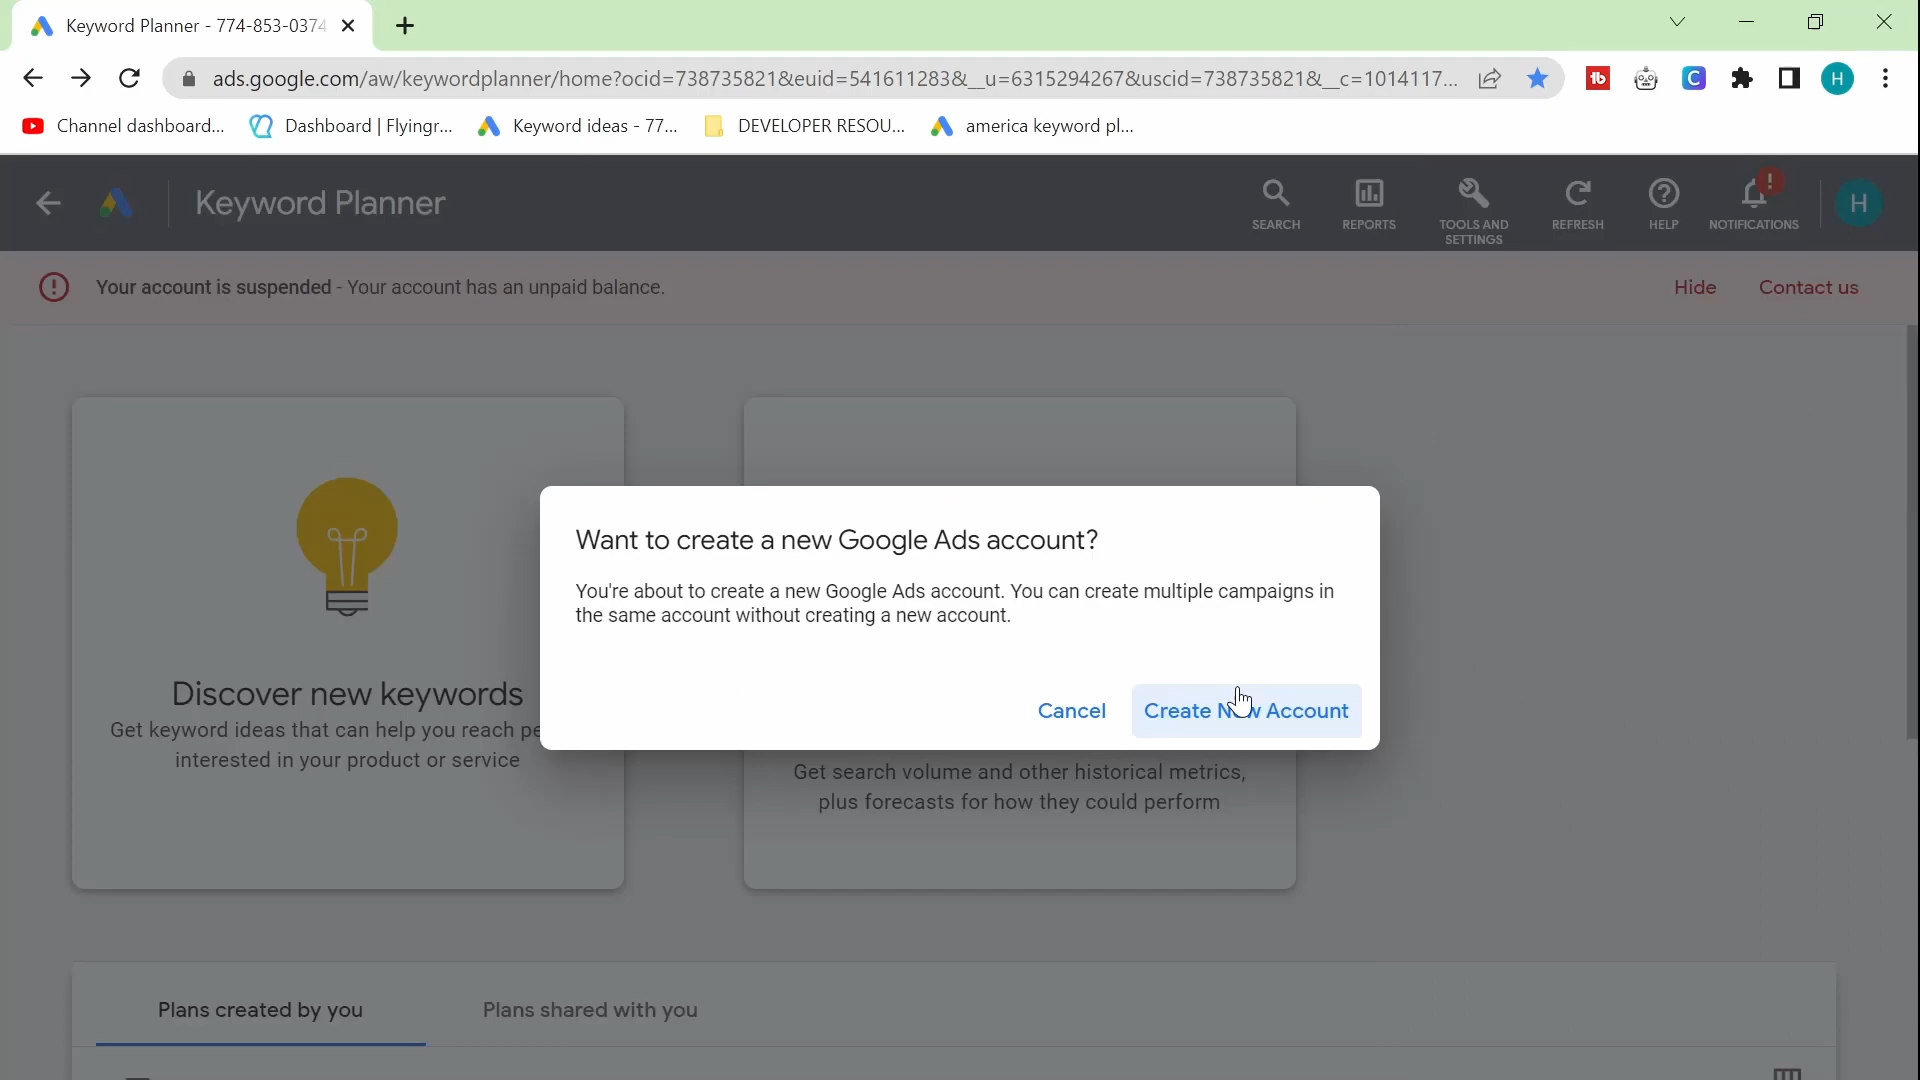 Keyword Planner - 774-853-0374
ads.google.com/aw/keywordplanner/home?ocid=738735821&euid=541611283&__u=6315294267&uscid=738735821&__c=1014117...
tb
C
H
Channel dashboard...
Dashboard | Flyingr...
Keyword ideas - 77...
DEVELOPER RESOU...
america keyword pl...
Keyword Planner
SEARCH
REPORTS
TOOLS AND
SETTINGS
REFRESH
HELP
NOTIFICATIONS
H
Your account is suspended - Your account has an unpaid balance.
Hide
Contact us
Want to create a new Google Ads account?
You're about to create a new Google Ads account. You can create multiple campaigns in
the same account without creating a new account.
Cancel
Create New Account
Discover new keywords
Get keyword ideas that can help you reach
interested in your product or service
Get search volume and other historical metrics,
plus forecasts for how they could perform
Plans created by you
Plans shared with you